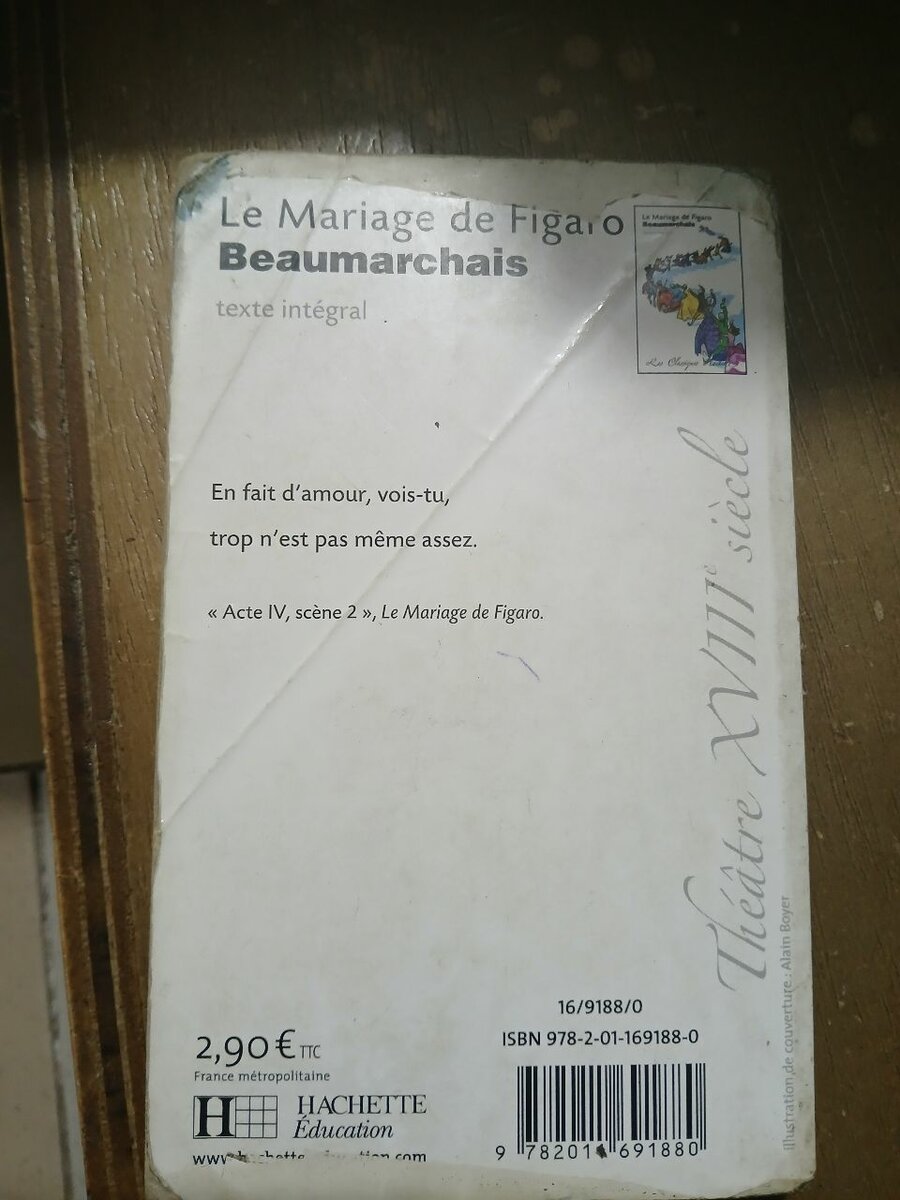 Le Mariage de Figaro
Beaumarchais
texte intégral
Le Mariage de Figaro
Beaumarchais
En fait d'amour, vois-tu,
trop n'est pas même assez.
« Acte IV, scène 2 », Le Mariage de Figaro.
Théâtre XVIIIe siècle
Illustration de couverture : Alain Boyer
16/9188/0
ISBN 978-2-01-169188-0
2,90 € TTC
France métropolitaine
H HACHETTE
Éducation
9 782011 691880